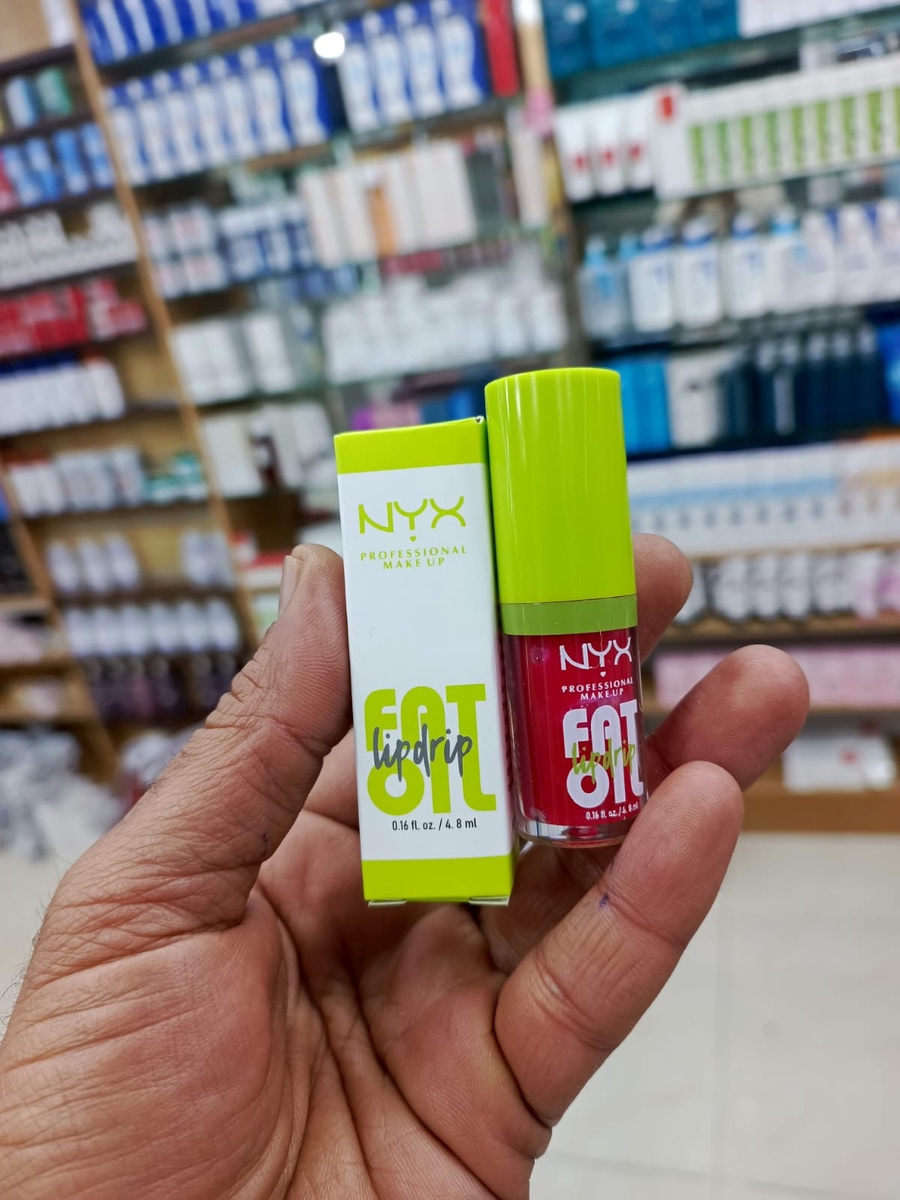 NYX
PROFESSIONAL
MAKE UP
FAT
lipdrip
OIL
0.16 fl. oz. / 4. 8 ml
NYX
PROFESSIONAL
MAKE UP
FAT
lipdrip
OIL
0.16 fl. oz. / 4. 8 ml